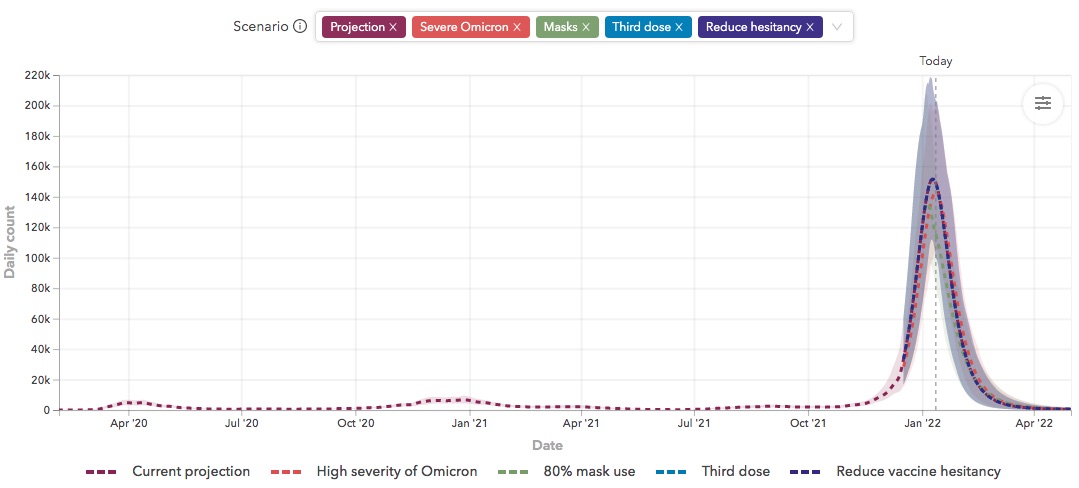 Scenario Projection Severe Omicron Masks Third dose Reduce hesitancy
Today
220k
200k
180k
160k
140k
120k
100k
80k
60k
40k
20k
0
Daily count
Apr '20 Jul '20 Oct '20 Jan '21 Apr '21 Jul '21 Oct '21 Jan '22 Apr '22
Date
Current projection High severity of Omicron 80% mask use Third dose Reduce vaccine hesitancy